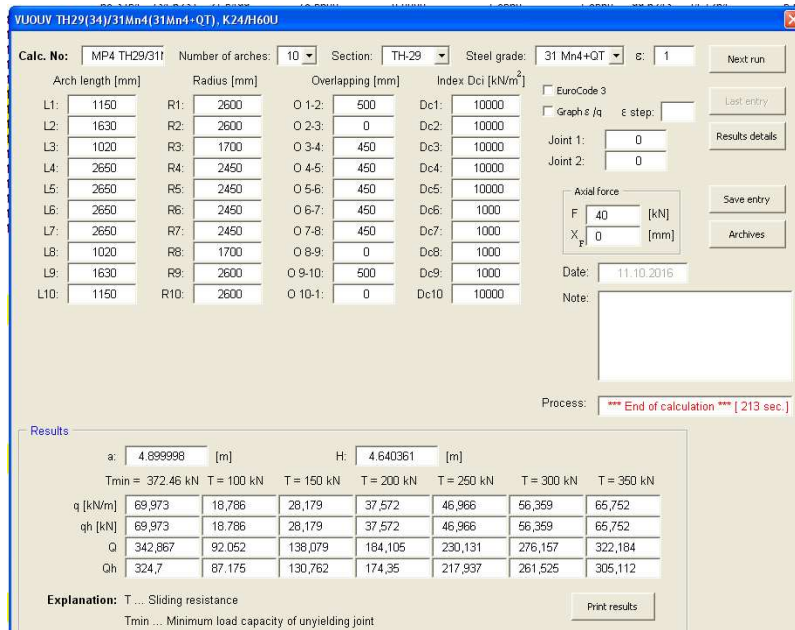 VUOUV TH29(34)/31Mn4(31Mn4+QT), K24/H60U
Calc. No: MP4 TH29/31 Number of arches: 10 Section: TH-29 Steel grade: 31 Mn4+QT ε: 1 Next run
Arch length [mm] Radius [mm] Overlapping [mm] Index Dci [kN/m²]
EuroCode 3
L1: 1150 R1: 2600 O 1-2: 500 Dc1: 10000 Graph ε /q ε step: Last entry
L2: 1630 R2: 2600 O 2-3: 0 Dc2: 10000
L3: 1020 R3: 1700 O 3-4: 450 Dc3: 10000 Joint 1: 0 Results details
L4: 2650 R4: 2450 O 4-5: 450 Dc4: 10000 Joint 2: 0
L5: 2650 R5: 2450 O 5-6: 450 Dc5: 10000 Axial force Save entry
L6: 2650 R6: 2450 O 6-7: 450 Dc6: 1000 F 40 [kN]
L7: 2650 R7: 2450 O 7-8: 450 Dc7: 1000 XF 0 [mm] Archives
L8: 1020 R8: 1700 O 8-9: 0 Dc8: 1000
L9: 1630 R9: 2600 O 9-10: 500 Dc9: 1000 Date: 11.10.2016
L10: 1150 R10: 2600 O 10-1: 0 Dc10 10000 Note:
Process: *** End of calculation *** [ 213 sec.]
Results
a: 4.899998 [m] H: 4.640361 [m]
Tmin = 372.46 kN T = 100 kN T = 150 kN T = 200 kN T = 250 kN T = 300 kN T = 350 kN
q [kN/m] 69,973 18,786 28,179 37,572 46,966 56,359 65,752
qh [kN] 69,973 18.786 28,179 37,572 46,966 56,359 65,752
Q 342,867 92.052 138,079 184,105 230,131 276,157 322,184
Qh 324,7 87.175 130,762 174,35 217,937 261,525 305,112
Explanation: T ... Sliding resistance Print results
Tmin ... Minimum load capacity of unyielding joint